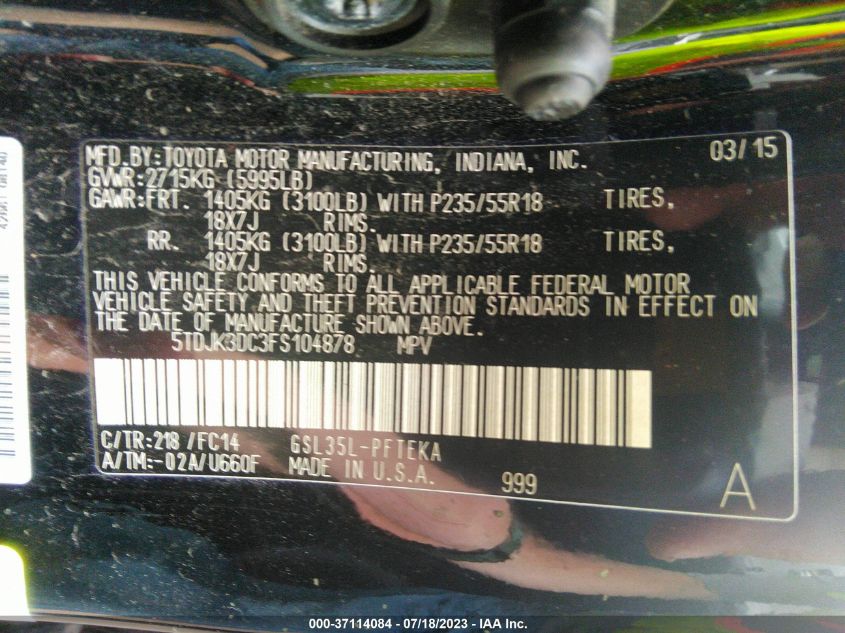 MFD.BY:TOYOTA MOTOR MANUFACTURING, INDIANA, INC. 03/15
GVWR:2715KG (5995LB)
GAWR:FRT. 1405KG (3100LB) WITH P235/55R18 TIRES,
18X7J RIMS.
RR. 1405KG (3100LB) WITH P235/55R18 TIRES,
18X7J RIMS.
THIS VEHICLE CONFORMS TO ALL APPLICABLE FEDERAL MOTOR
VEHICLE SAFETY AND THEFT PREVENTION STANDARDS IN EFFECT ON
THE DATE OF MANUFACTURE SHOWN ABOVE.
5TDJK3DC3FS104878 MPV
C/TR:218 /FC14 GSL35L-PFTEKA
A/TM:-02A/U660F MADE IN U.S.A. 999 A
000-37114084 / 07/18/2023 - IAA Inc.